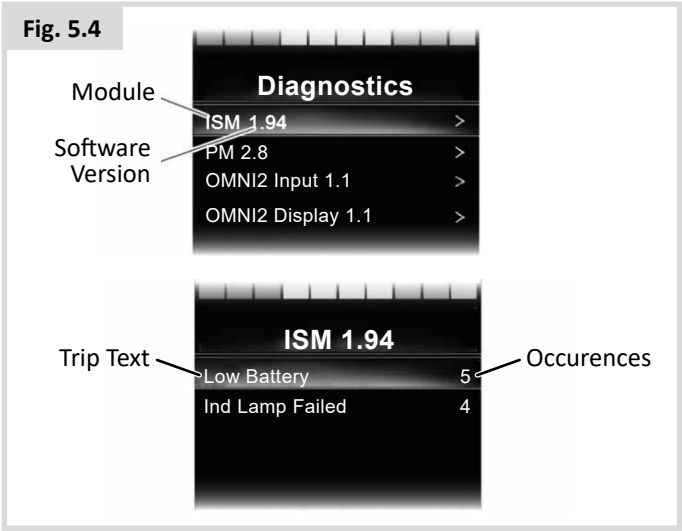 Fig. 5.4
Diagnostics
Module
ISM 1.94 >
Software
Version
PM 2.8 >
OMNI2 Input 1.1 >
OMNI2 Display 1.1 >
ISM 1.94
Trip Text
Low Battery 5
Occurences
Ind Lamp Failed 4